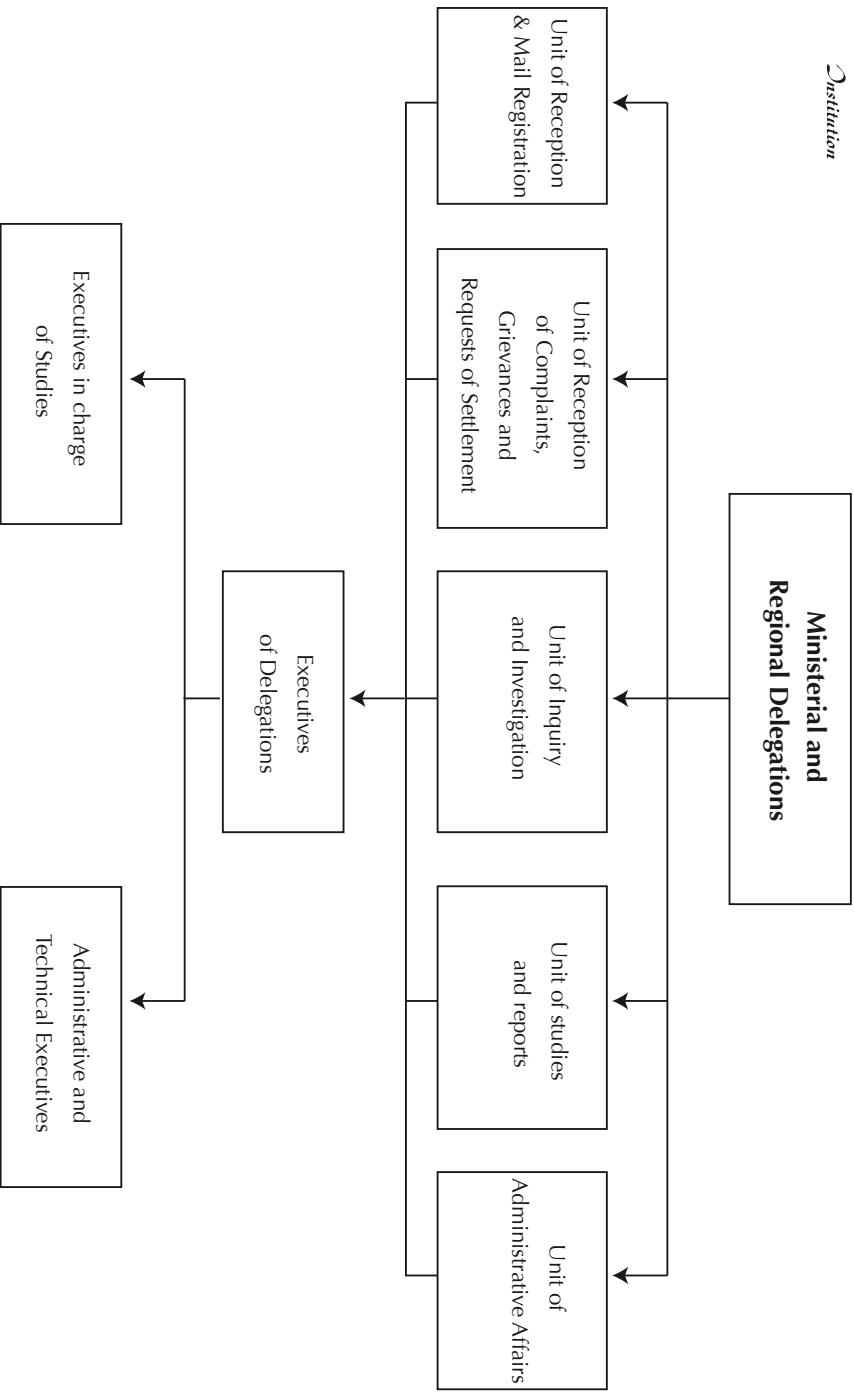 Institution
Ministerial and
Regional Delegations
Unit of Reception
& Mail Registration
Unit of Reception
of Complaints,
Grievances and
Requests of Settlement
Unit of Inquiry
and Investigation
Unit of studies
and reports
Unit of
Administrative Affairs
Executives
of Delegations
Executives in charge
of Studies
Administrative and
Technical Executives